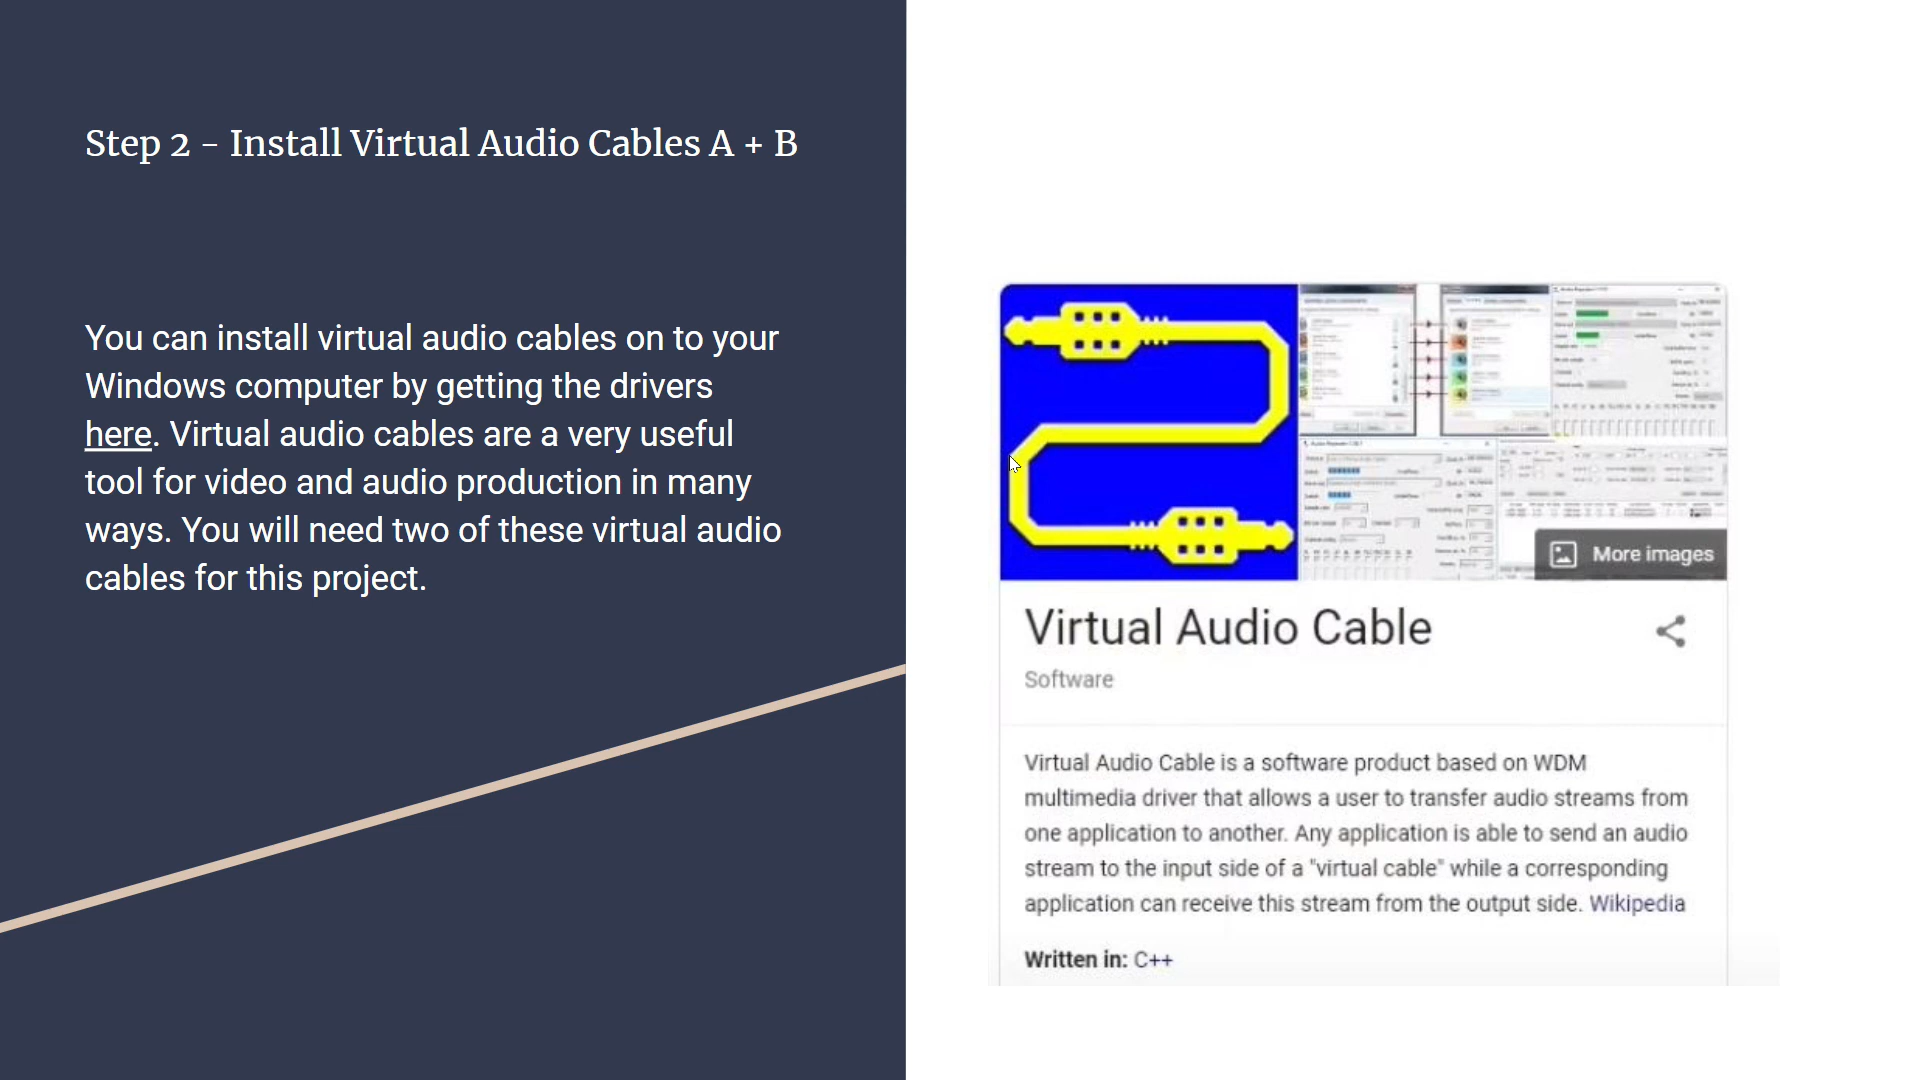 Step 2 - Install Virtual Audio Cables A + B
You can install virtual audio cables on to your
Windows computer by getting the drivers
here. Virtual audio cables are a very useful
tool for video and audio production in many
ways. You will need two of these virtual audio
cables for this project.
More images
Virtual Audio Cable
Software
Virtual Audio Cable is a software product based on WDM
multimedia driver that allows a user to transfer audio streams from
one application to another. Any application is able to send an audio
stream to the input side of a "virtual cable" while a corresponding
application can receive this stream from the output side. Wikipedia
Written in: C++